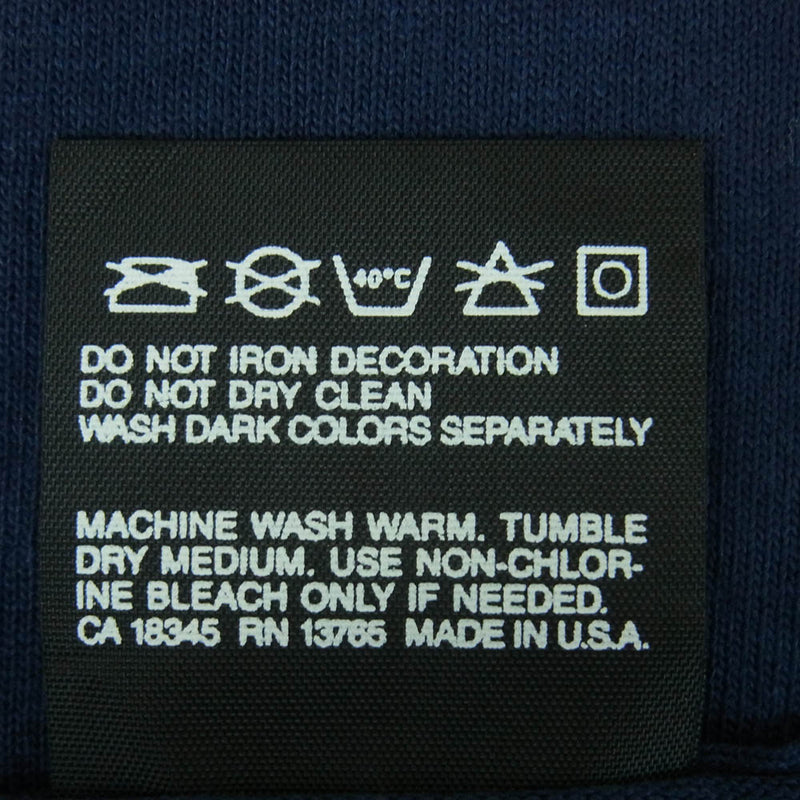 40°C
DO NOT IRON DECORATION
DO NOT DRY CLEAN
WASH DARK COLORS SEPARATELY
MACHINE WASH WARM. TUMBLE
DRY MEDIUM. USE NON-CHLOR-
INE BLEACH ONLY IF NEEDED.
CA 18345 RN 13765 MADE IN U.S.A.